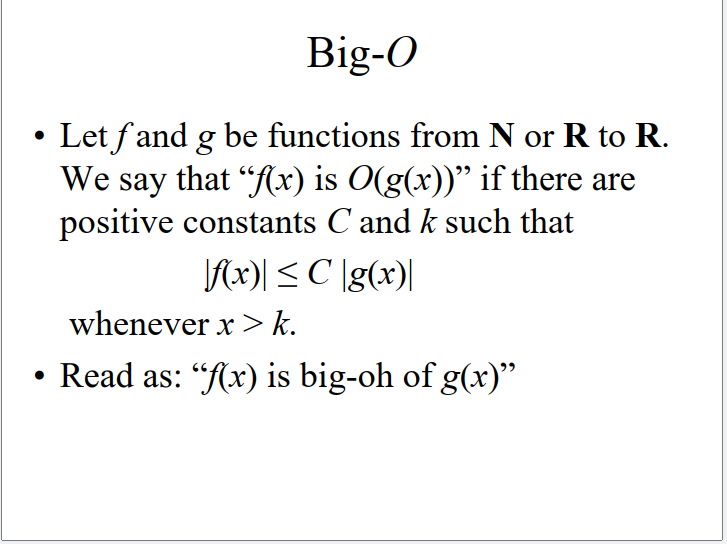 Big-O
• Let f and g be functions from N or R to R.
We say that “f(x) is O(g(x))” if there are
positive constants C and k such that
|f(x)| ≤ C |g(x)|
whenever x > k.
• Read as: “f(x) is big-oh of g(x)”